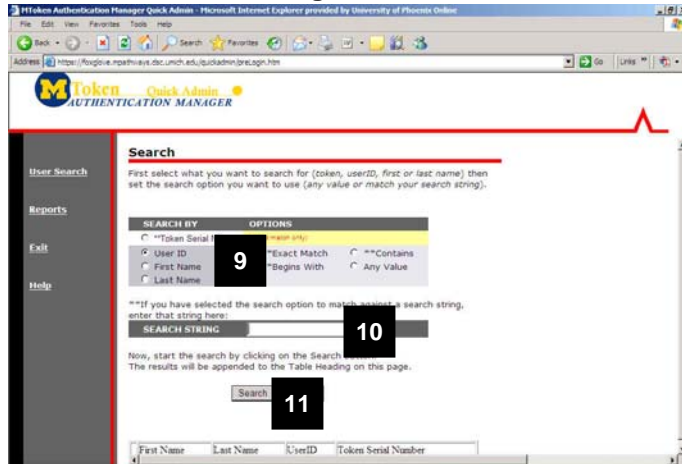 MToken Authentication Manager Quick Admin - Microsoft Internet Explorer provided by University of Phoenix Online
File Edit View Favorites Tools Help
Back Search Favorites
Address https://foxglove.mpathways.dsc.umich.edu/quickadmin/preLogin.htm Go Links
M Token Quick Admin
AUTHENTICATION MANAGER
Search
User Search
First select what you want to search for (token, userID, first or last name) then
set the search option you want to use (any value or match your search string).
Reports
SEARCH BY OPTIONS
**Token Serial match only)
Exit
User ID 9 *Exact Match **Contains
First Name *Begins With Any Value
Last Name
Help
**If you have selected the search option to match against a search string,
enter that string here:
SEARCH STRING 10
Now, start the search by clicking on the Search
The results will be appended to the Table Heading on this page.
Search 11
First Name Last Name UserID Token Serial Number